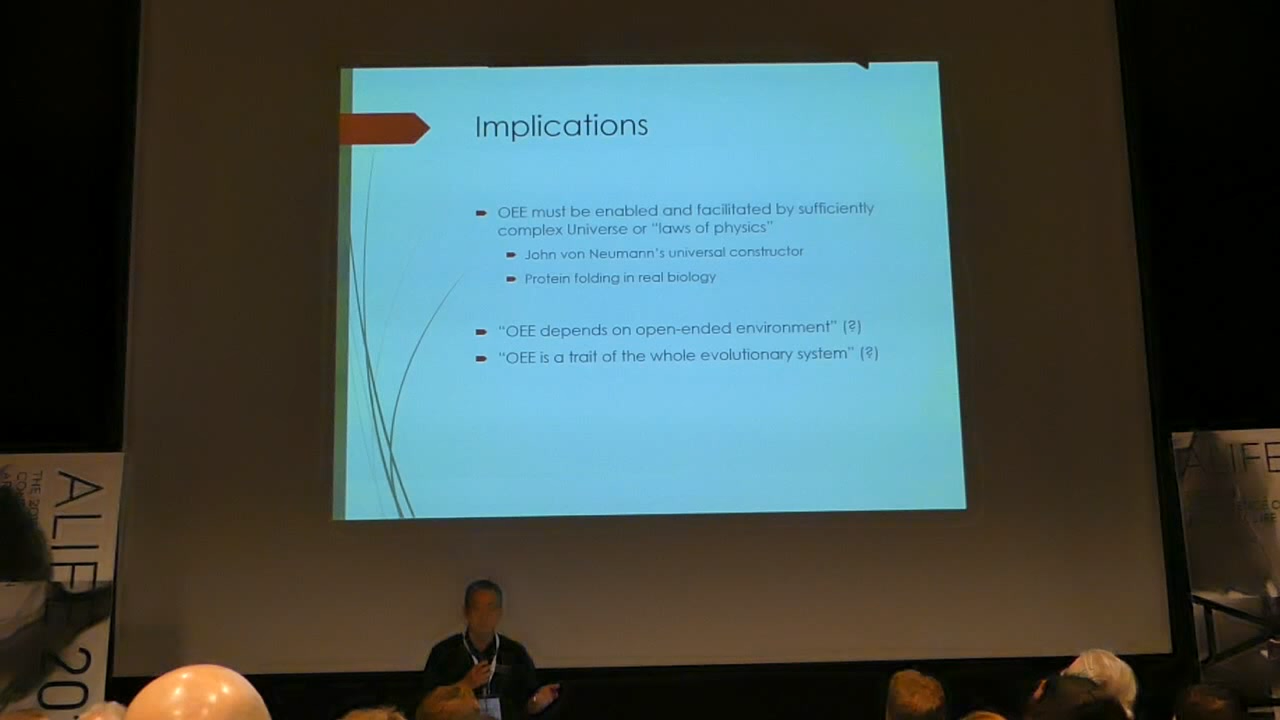 Implications
OEE must be enabled and facilitated by sufficiently
complex Universe or “laws of physics”
John von Neumann’s universal constructor
Protein folding in real biology
“OEE depends on open-ended environment” (?)
“OEE is a trait of the whole evolutionary system” (?)
ALIFE 20
THE
ALIFE